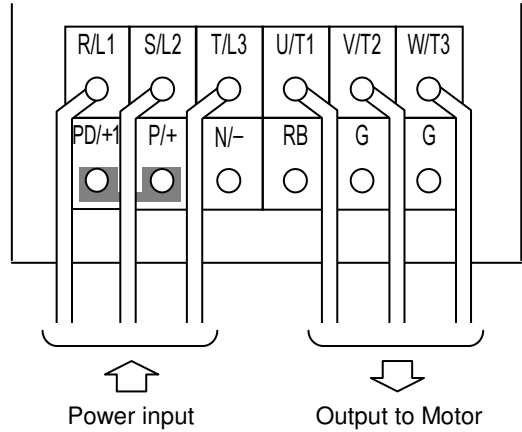 R/L1 S/L2 T/L3 U/T1 V/T2 W/T3
PD/+1 P/+ N/− RB G G
Power input Output to Motor